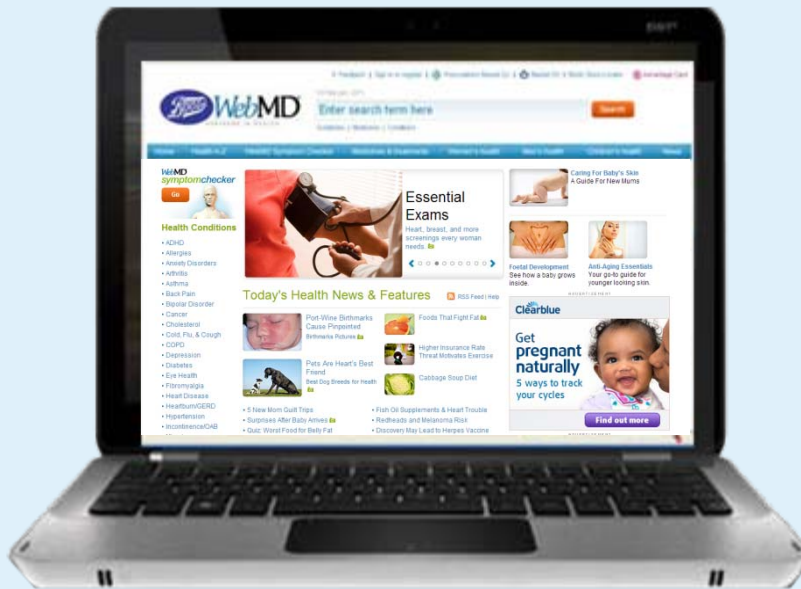 Boots WebMD
Enter search term here
Search
Home
Health A-Z
WebMD Symptom Checker
Women's health
Men's health
Children's health
News
WebMD
symptomchecker
Go
Health Conditions
• ADHD
• Allergies
• Anxiety Disorders
• Arthritis
• Asthma
• Back Pain
• Bipolar Disorder
• Cancer
• Cholesterol
• Cold, Flu, & Cough
• COPD
• Depression
• Diabetes
• Eye Health
• Fibromyalgia
• Heart Disease
• Heartburn/GERD
• Hypertension
• Incontinence/OAB
Essential
Exams
Heart, breast, and more
screenings every woman
needs.
Today's Health News & Features
RSS Feed | Help
Port-Wine Birthmarks
Cause Pinpointed
Birthmarks Pictures
Pets Are Heart's Best
Friend
Best Dog Breeds for Health
Foods That Fight Fat
Higher Insurance Rate
Threat Motivates Exercise
Cabbage Soup Diet
• 5 New Mom Guilt Trips
• Surprises After Baby Arrives
• Quiz: Worst Food for Belly Fat
• Fish Oil Supplements & Heart Trouble
• Redheads and Melanoma Risk
• Discovery May Lead to Herpes Vaccine
Caring For Baby's Skin
A Guide For New Mums
Foetal Development
See how a baby grows
inside.
Anti-Aging Essentials
Your go-to guide for
younger looking skin.
ADVERTISEMENT
Clearblue
Get
pregnant
naturally
5 ways to track
your cycles
Find out more